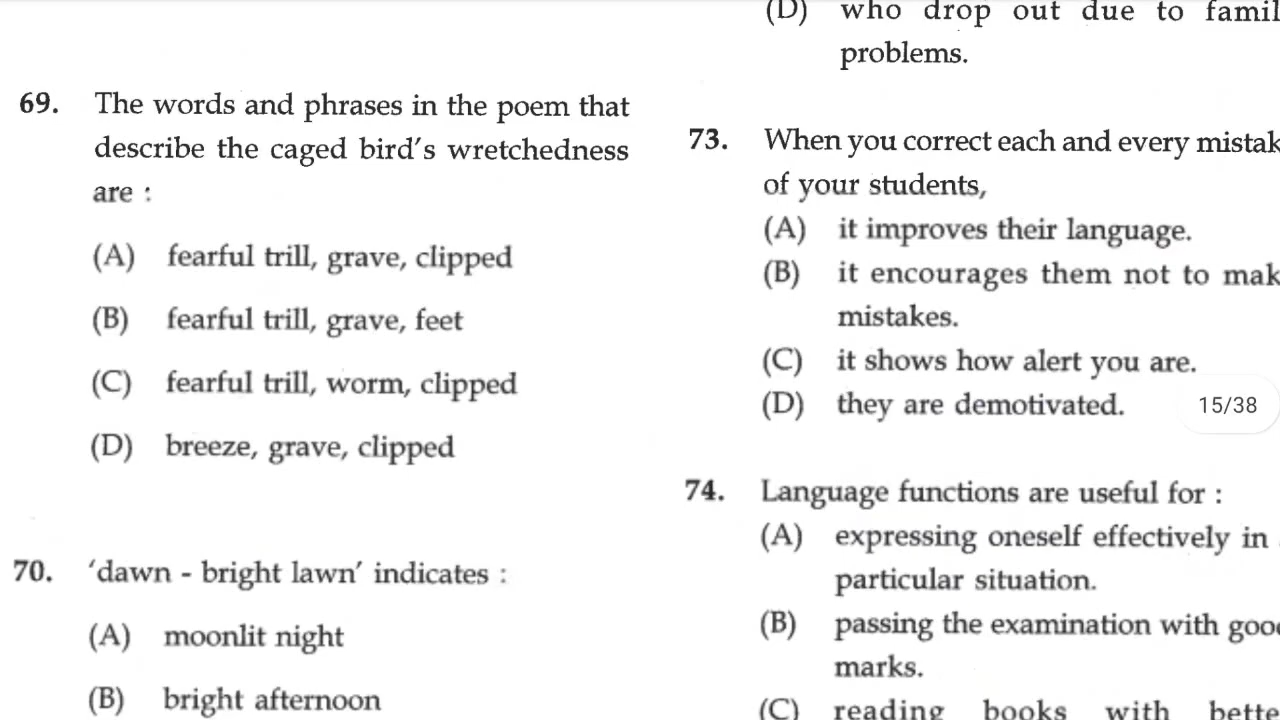 69. The words and phrases in the poem that
describe the caged bird's wretchedness
are :
(A) fearful trill, grave, clipped
(B) fearful trill, grave, feet
(C) fearful trill, worm, clipped
(D) breeze, grave, clipped
70. 'dawn - bright lawn' indicates :
(A) moonlit night
(B) bright afternoon
(D) who drop out due to famil
problems.
73. When you correct each and every mistak
of your students,
(A) it improves their language.
(B) it encourages them not to mak
mistakes.
(C) it shows how alert you are.
(D) they are demotivated.
15/38
74. Language functions are useful for :
(A) expressing oneself effectively in
particular situation.
(B) passing the examination with goo
marks.
(C) reading books with bette